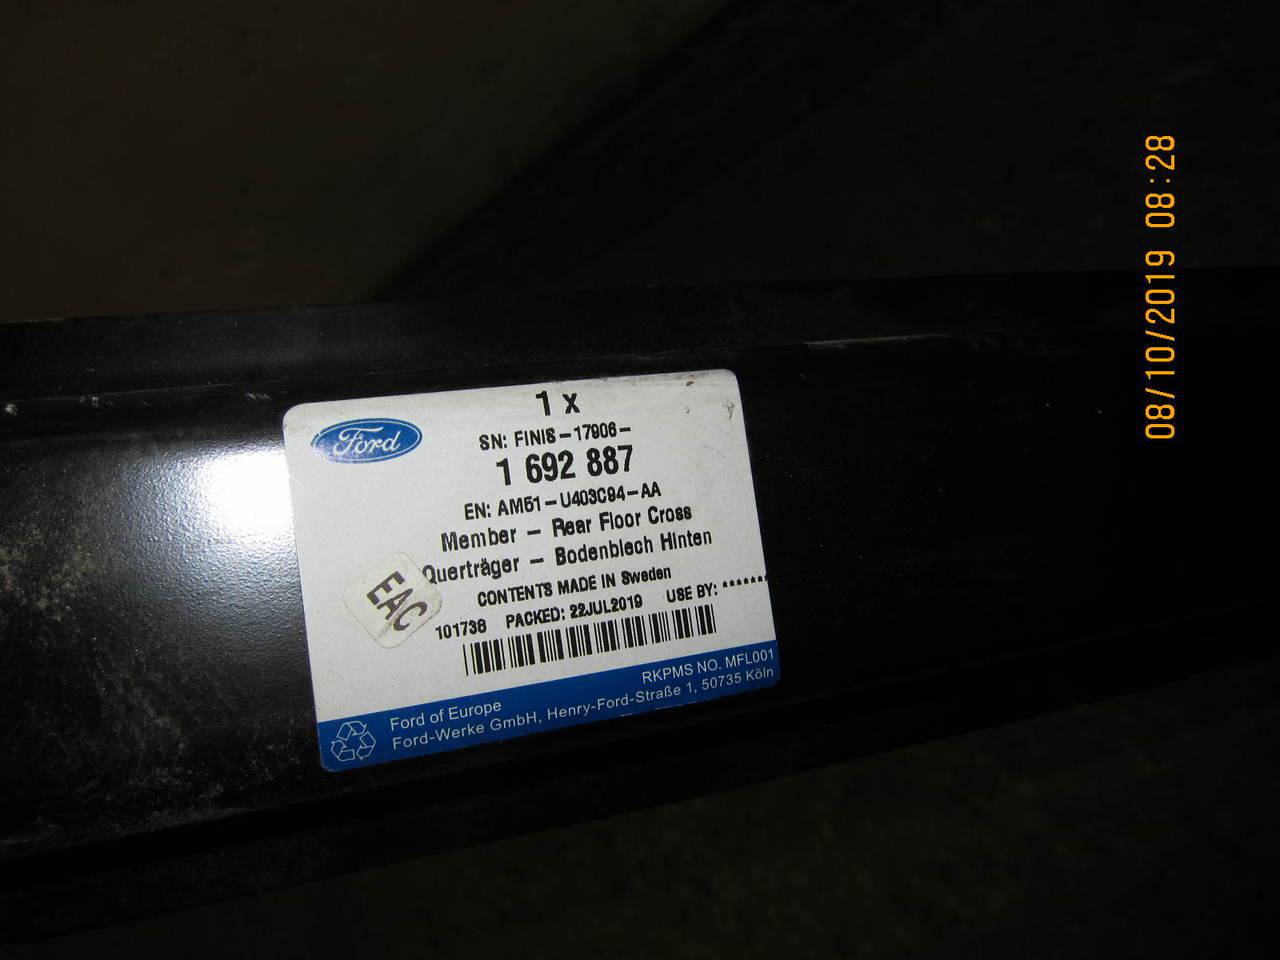 1 x
Ford
SN: FINIS-17906-
1 692 887
EN: AM51-U403C94-AA
Member - Rear Floor Cross
Querträger - Bodenblech Hinten
EAC
CONTENTS MADE IN Sweden
101738 PACKED: 22JUL2019 USE BY: *******
RKPMS NO. MFL001
Ford of Europe
Ford-Werke GmbH, Henry-Ford-Straße 1, 50735 Köln
08/10/2019 08:28